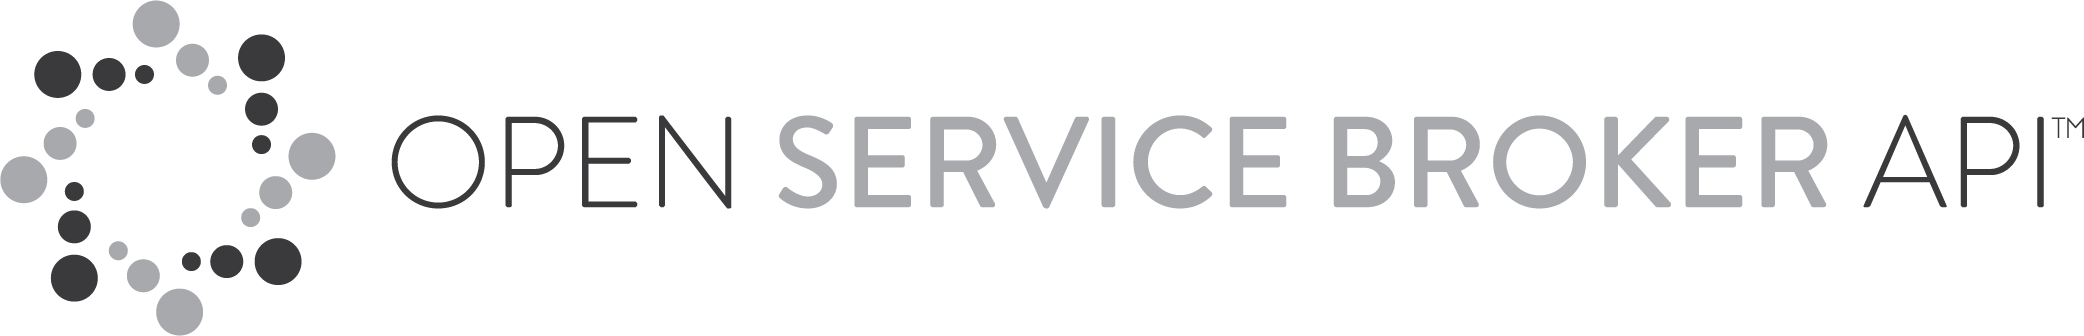 OPEN SERVICE BROKER API™